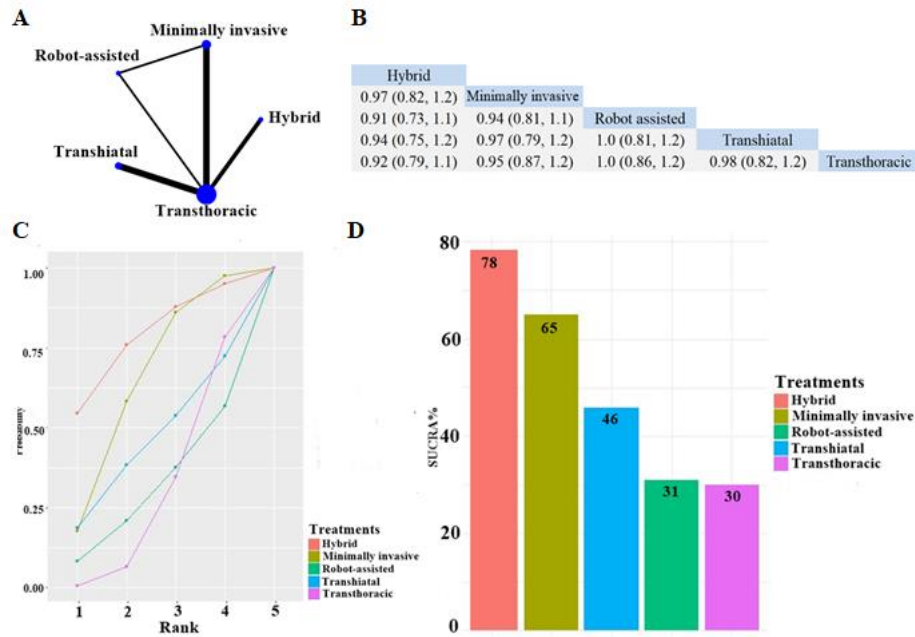 A
Minimally invasive
Robot-assisted
Hybrid
Transhiatal
Transthoracic
B
Hybrid
0.97 (0.82, 1.2) Minimally invasive
0.91 (0.73, 1.1) 0.94 (0.81, 1.1) Robot assisted
0.94 (0.75, 1.2) 0.97 (0.79, 1.2) 1.0 (0.81, 1.2) Transhiatal
0.92 (0.79, 1.1) 0.95 (0.87, 1.2) 1.0 (0.86, 1.2) 0.98 (0.82, 1.2) Transthoracic
C
1.00
0.75
0.50
0.25
0.00
1 2 3 4 5
Rank
Treatments
Hybrid
Minimally invasive
Robot-assisted
Transhiatal
Transthoracic
D
SUCRA%
80
60
40
20
0
78
65
46
31
30
Treatments
Hybrid
Minimally invasive
Robot-assisted
Transhiatal
Transthoracic